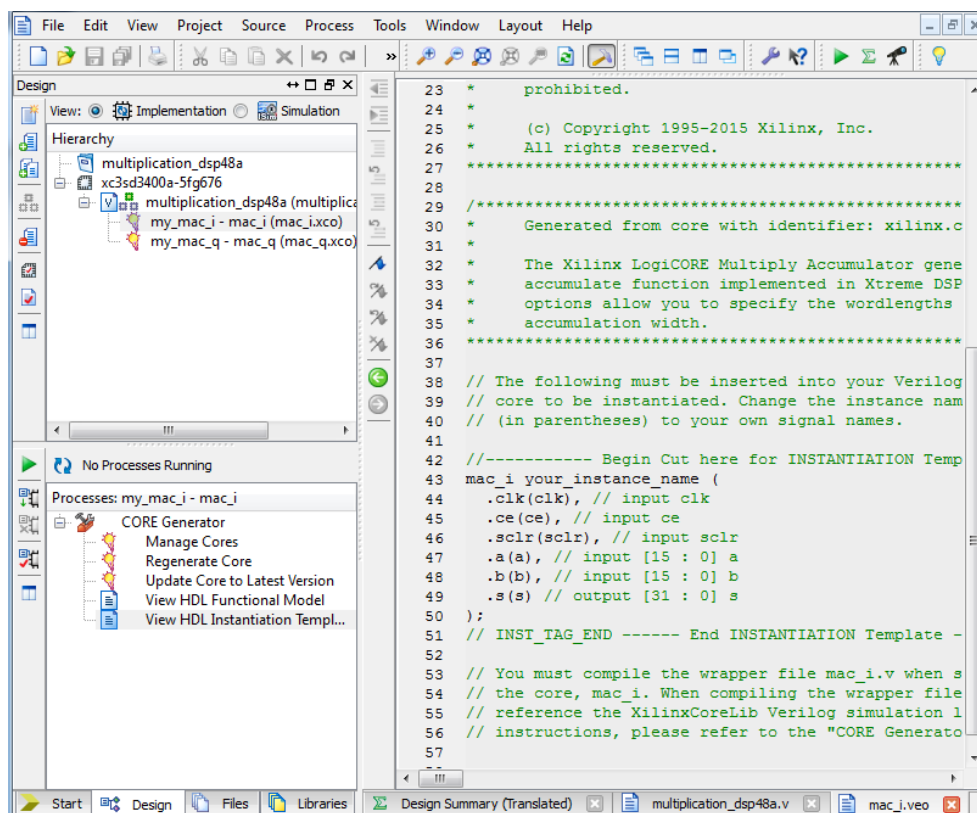 File Edit View Project Source Process Tools Window Layout Help
»
Design
View: Implementation Simulation
Hierarchy
multiplication_dsp48a
xc3sd3400a-5fg676
multiplication_dsp48a (multiplica
my_mac_i - mac_i (mac_i.xco)
my_mac_q - mac_q (mac_q.xco)
No Processes Running
Processes: my_mac_i - mac_i
CORE Generator
Manage Cores
Regenerate Core
Update Core to Latest Version
View HDL Functional Model
View HDL Instantiation Templ...
23 * prohibited.
24 *
25 * (c) Copyright 1995-2015 Xilinx, Inc.
26 * All rights reserved.
27 **************************************************
28
29 /*************************************************
30 * Generated from core with identifier: xilinx.c
31 *
32 * The Xilinx LogiCORE Multiply Accumulator gene
33 * accumulate function implemented in Xtreme DSP
34 * options allow you to specify the wordlengths
35 * accumulation width.
36 **************************************************
37
38 // The following must be inserted into your Verilog
39 // core to be instantiated. Change the instance nam
40 // (in parentheses) to your own signal names.
41
42 //----------- Begin Cut here for INSTANTIATION Temp
43 mac_i your_instance_name (
44 .clk(clk), // input clk
45 .ce(ce), // input ce
46 .sclr(sclr), // input sclr
47 .a(a), // input [15 : 0] a
48 .b(b), // input [15 : 0] b
49 .s(s) // output [31 : 0] s
50 );
51 // INST_TAG_END ------ End INSTANTIATION Template -
52
53 // You must compile the wrapper file mac_i.v when s
54 // the core, mac_i. When compiling the wrapper file
55 // reference the XilinxCoreLib Verilog simulation l
56 // instructions, please refer to the "CORE Generato
57
Start Design Files Libraries
Design Summary (Translated) multiplication_dsp48a.v mac_i.veo